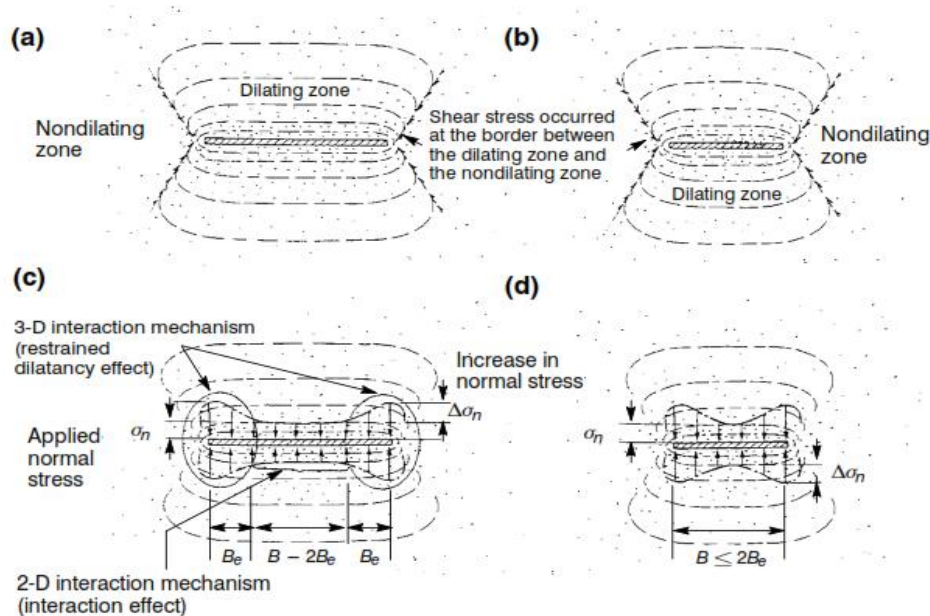 (a)
Dilating zone
Nondilating
zone
Shear stress occurred
at the border between
the dilating zone and
the nondilating zone
(b)
Nondilating
zone
Dilating zone
(c)
3-D interaction mechanism
(restrained
dilatancy effect)
Increase in
normal stress
Δσn
σn
Applied
normal
stress
Be
B – 2Be
Be
2-D interaction mechanism
(interaction effect)
(d)
σn
Δσn
B ≤ 2Be